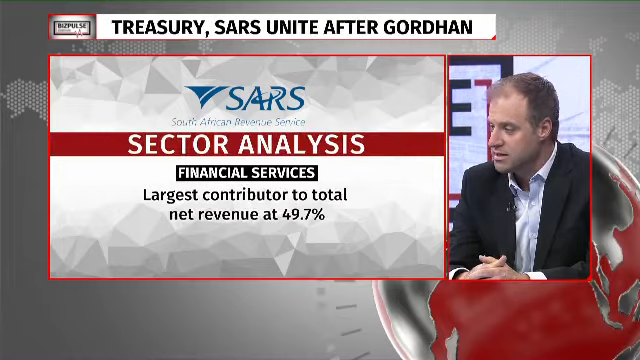 BIZPULSE
TREASURY, SARS UNITE AFTER GORDHAN
SARS
South African Revenue Service
SECTOR ANALYSIS
FINANCIAL SERVICES
Largest contributor to total
net revenue at 49.7%